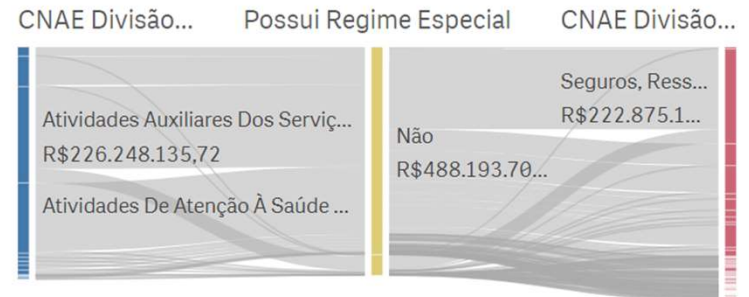 CNAE Divisão... Possui Regime Especial CNAE Divisão...
Atividades Auxiliares Dos Serviç...
R$226.248.135,72
Atividades De Atenção À Saúde ...
Não
R$488.193.70...
Seguros, Ress...
R$222.875.1...